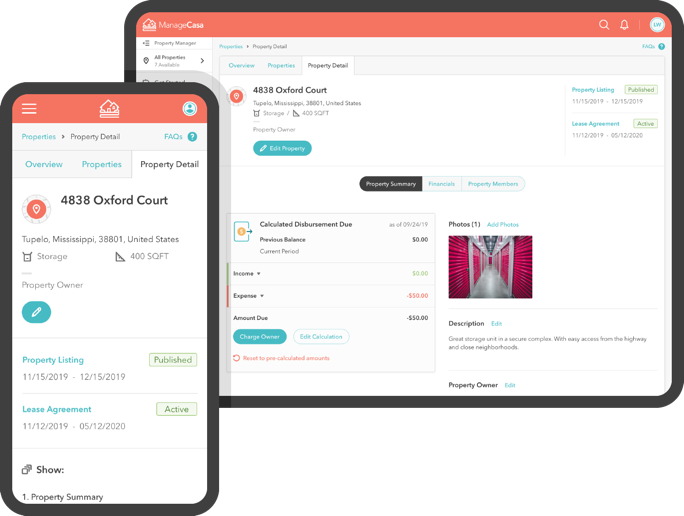 ManageCasa
LW
Property Manager
All Properties
7 Available
Properties > Property Detail
FAQs ?
Overview Properties Property Detail
4838 Oxford Court
Tupelo, Mississippi, 38801, United States
Storage / 400 SQFT
Property Owner
Edit Property
Property Listing Published
11/15/2019 - 12/15/2019
Lease Agreement Active
11/12/2019 - 05/12/2020
Property Summary Financials Property Members
Calculated Disbursement Due as of 09/24/19
Previous Balance $0.00
Current Period
Income $0.00
Expense -$50.00
Amount Due -$50.00
Charge Owner Edit Calculation
Reset to pre-calculated amounts
Photos (1) Add Photos
Description Edit
Great storage unit in a secure complex. With easy access from the highway
and close neighborhoods.
Property Owner Edit
Properties > Property Detail FAQs ?
Overview Properties Property Detail
4838 Oxford Court
Tupelo, Mississippi, 38801, United States
Storage 400 SQFT
Property Owner
Property Listing Published
11/15/2019 - 12/15/2019
Lease Agreement Active
11/12/2019 - 05/12/2020
Show:
1. Property Summary